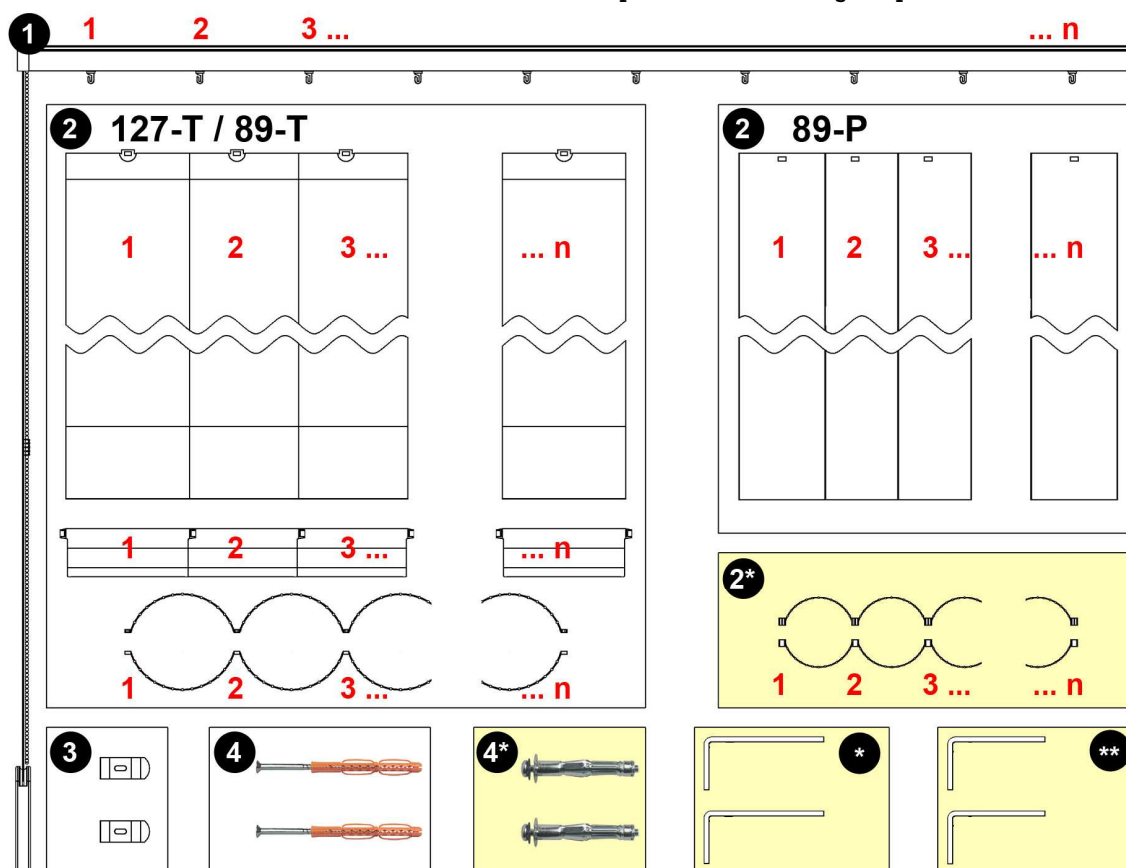 1 1 2 3 ... ... n
2 127-T / 89-T
1 2 3 ... ... n
1 2 3 ... ... n
1 2 3 ... ... n
2 89-P
1 2 3 ... ... n
2*
1 2 3 ... ... n
3
4
4*
*
**